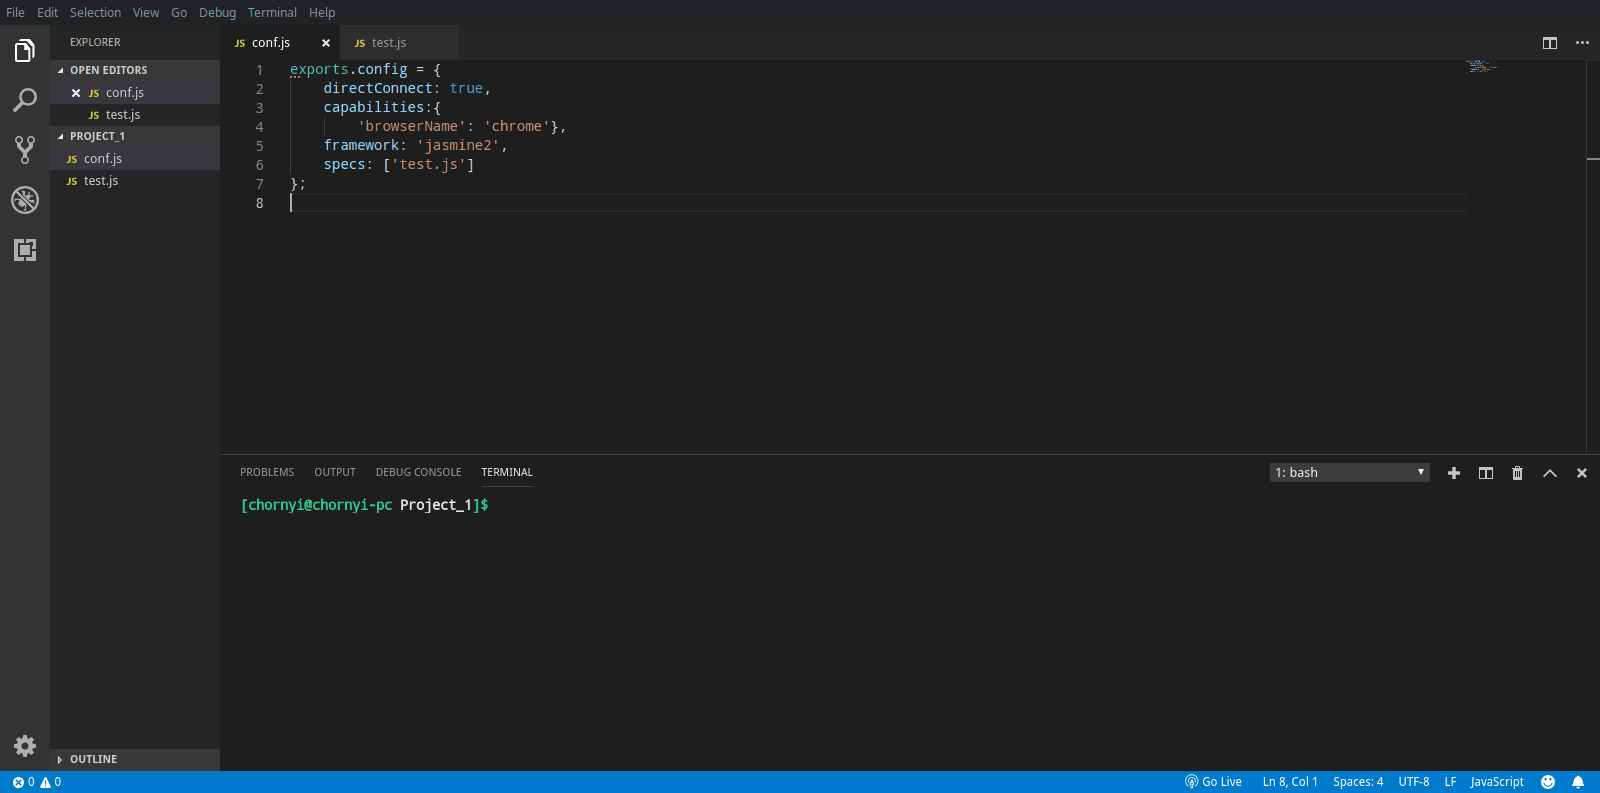 File Edit Selection View Go Debug Terminal Help
EXPLORER
OPEN EDITORS
JS conf.js
JS test.js
PROJECT_1
JS conf.js
JS test.js
OUTLINE
JS conf.js JS test.js
1 exports.config = {
2 directConnect: true,
3 capabilities:{
4 'browserName': 'chrome'},
5 framework: 'jasmine2',
6 specs: ['test.js']
7 };
8
PROBLEMS OUTPUT DEBUG CONSOLE TERMINAL 1: bash
[chornyi@chornyi-pc Project_1]$
0 0 Go Live Ln 8, Col 1 Spaces: 4 UTF-8 LF JavaScript